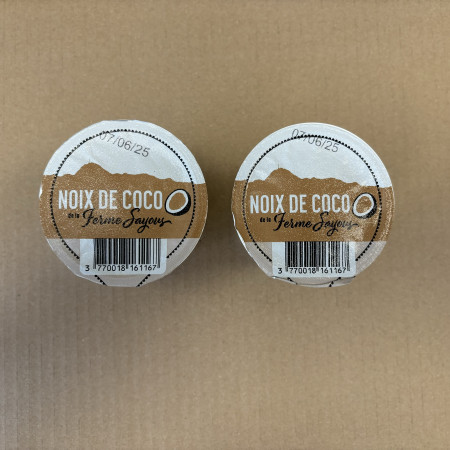 07/06/25
NOIX DE COCO
de la Ferme Sayous
3 770018 161167
07/06/25
NOIX DE COCO
de la Ferme Sayous
3 770018 161167